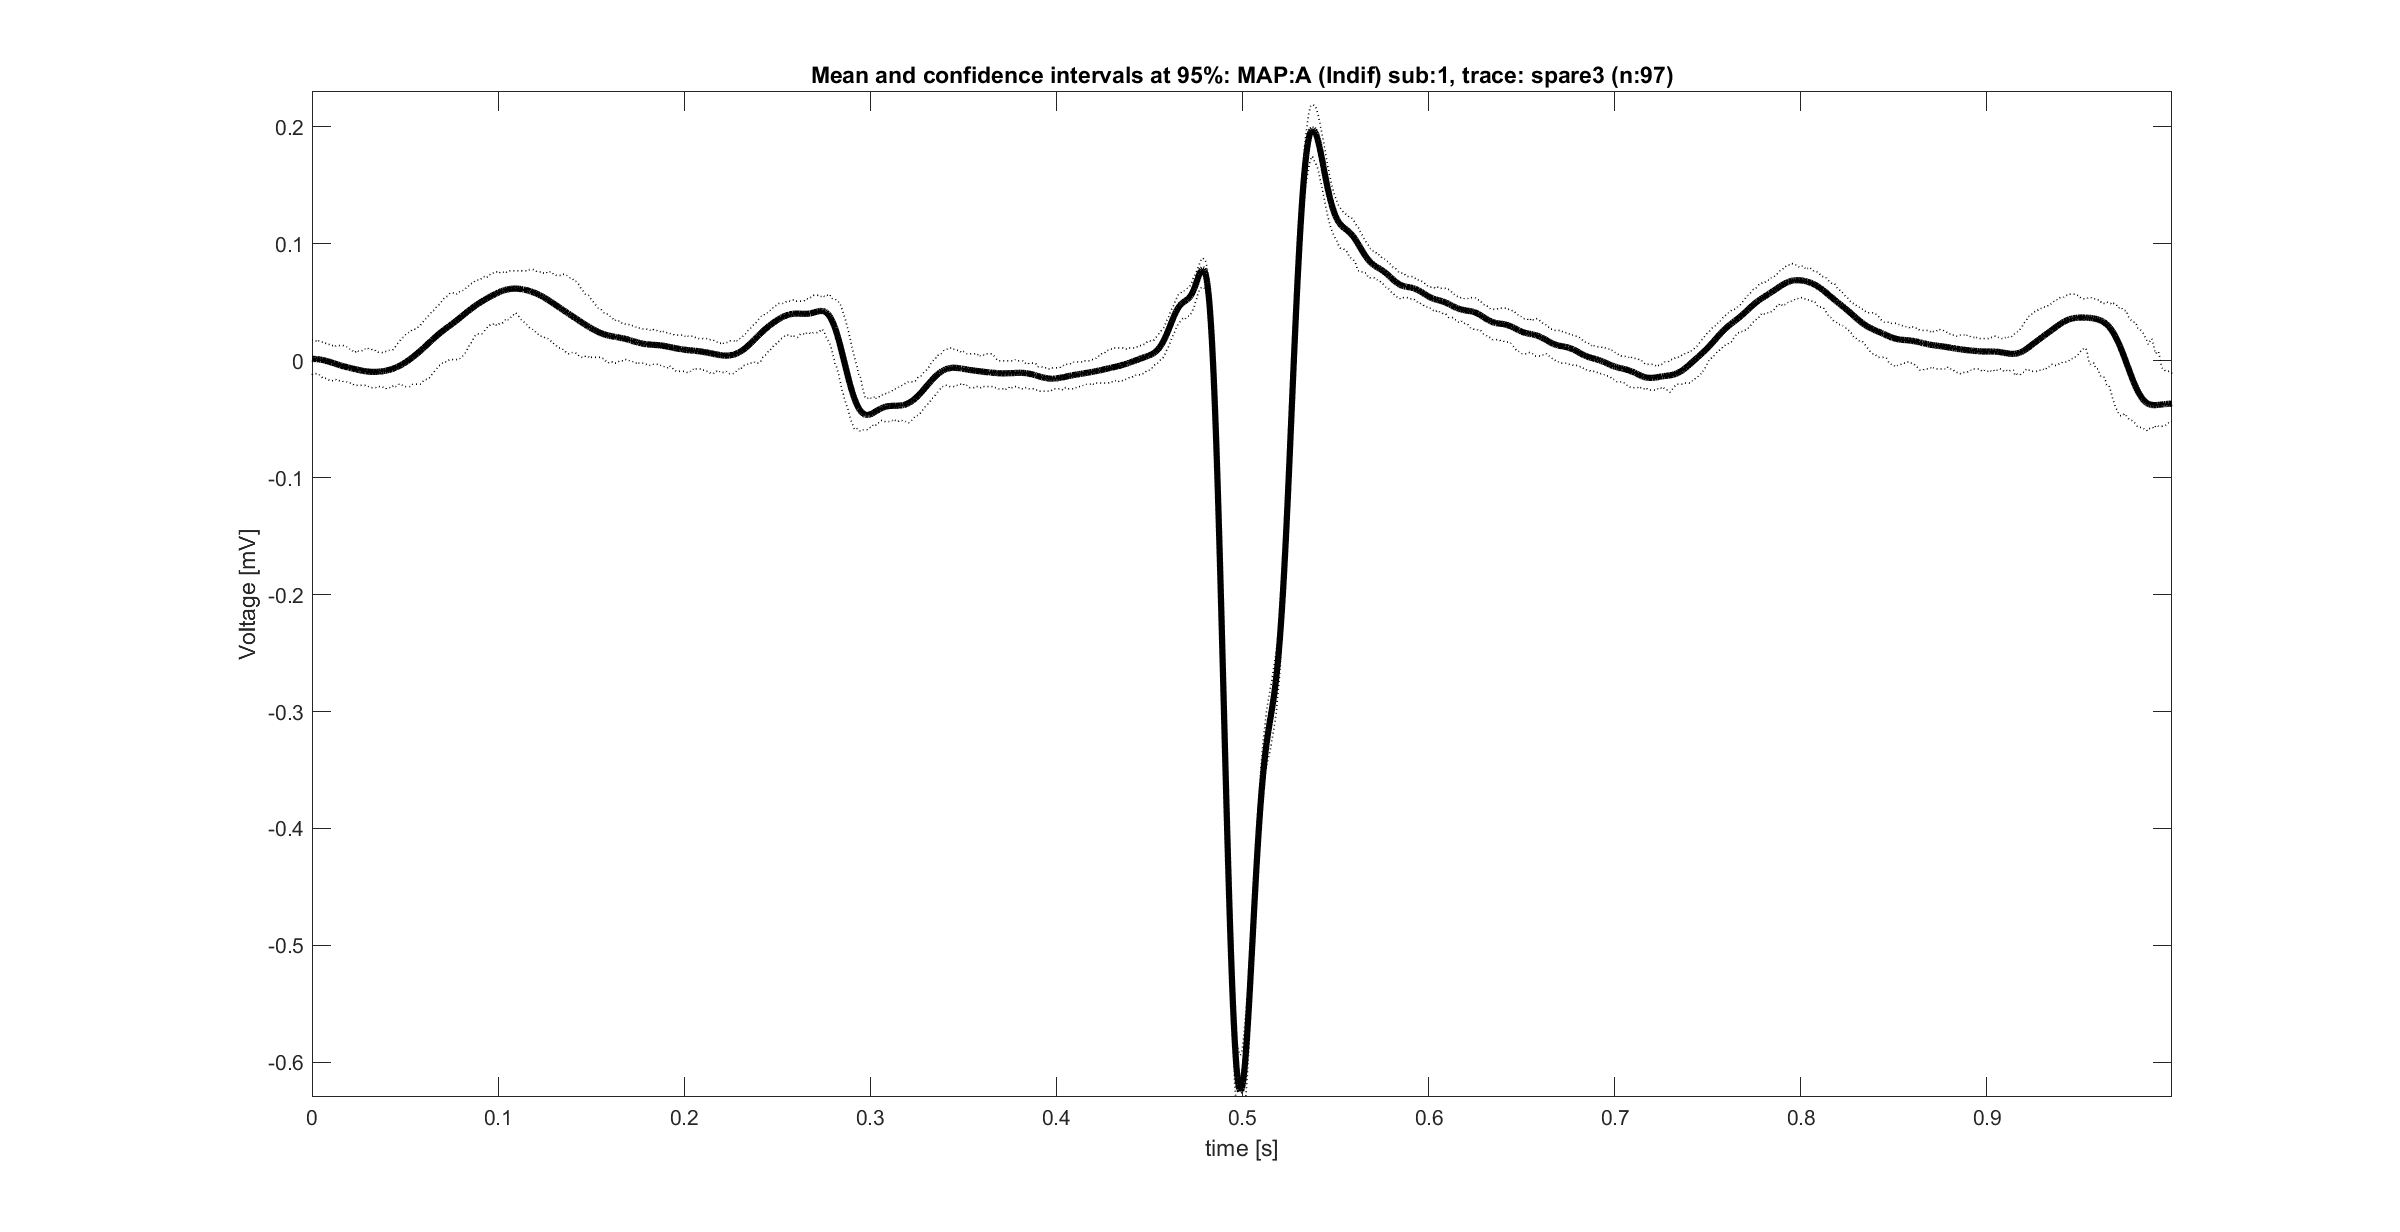 Mean and confidence intervals at 95%: MAP:A (Indif) sub:1, trace: spare3 (n:97)
0.2
0.1
0
-0.1
-0.2
-0.3
-0.4
-0.5
-0.6
Voltage [mV]
0 0.1 0.2 0.3 0.4 0.5 0.6 0.7 0.8 0.9
time [s]